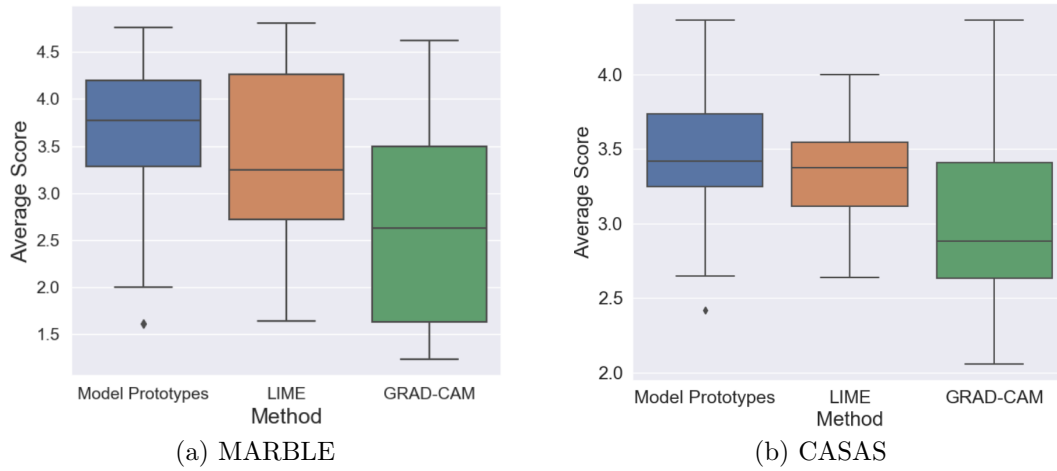 4.5
4.0
3.5
3.0
2.5
2.0
1.5
Average Score
Model Prototypes LIME GRAD-CAM
Method
(a) MARBLE
4.0
3.5
3.0
2.5
2.0
Average Score
Model Prototypes LIME GRAD-CAM
Method
(b) CASAS